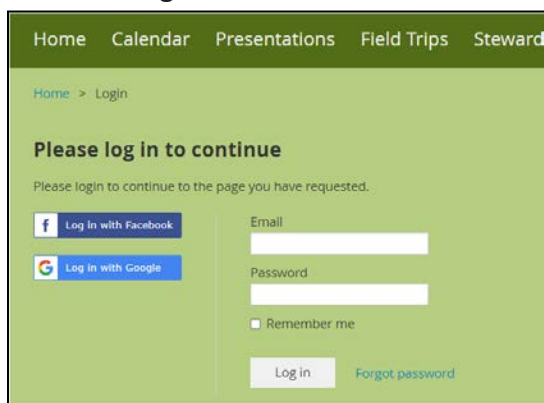 Home Calendar Presentations Field Trips Steward
Home > Login
Please log in to continue
Please login to continue to the page you have requested.
f Log in with Facebook
G Log in with Google
Email
Password
Remember me
Log in Forgot password